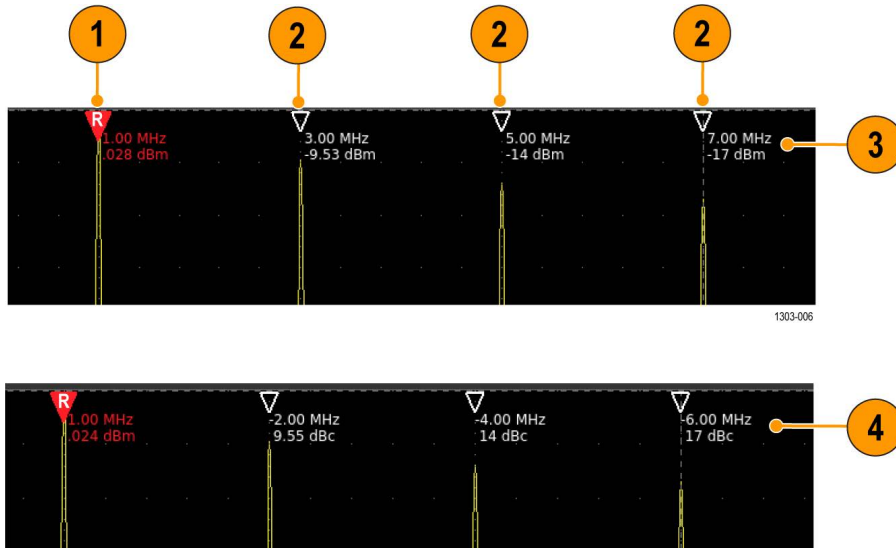 1
2
2
2
R
1.00 MHz
.028 dBm
3.00 MHz
-9.53 dBm
5.00 MHz
-14 dBm
7.00 MHz
-17 dBm
3
1303-006
R
1.00 MHz
.024 dBm
-2.00 MHz
9.55 dBc
-4.00 MHz
14 dBc
-6.00 MHz
17 dBc
4